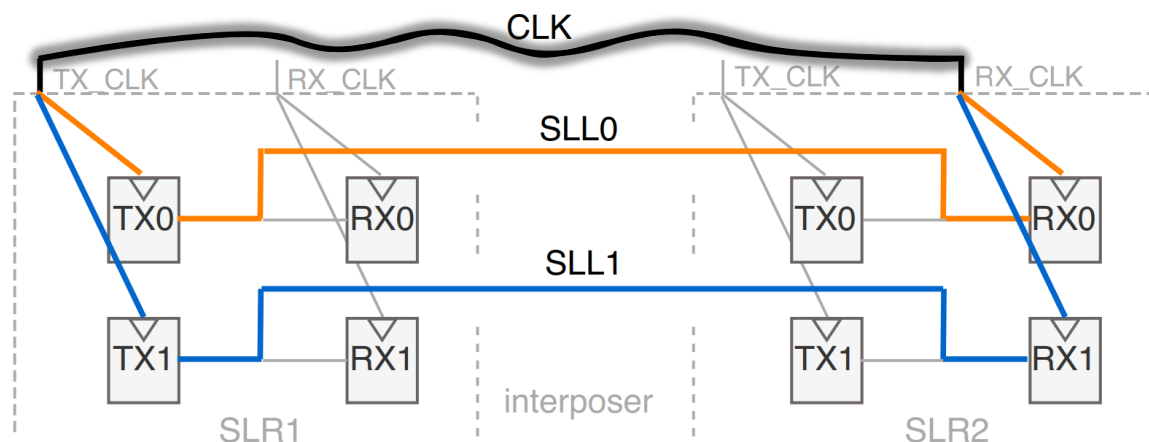 CLK
TX_CLK RX_CLK TX_CLK RX_CLK
SLL0
TX0 RX0 TX0 RX0
SLL1
TX1 RX1 TX1 RX1
interposer
SLR1 SLR2